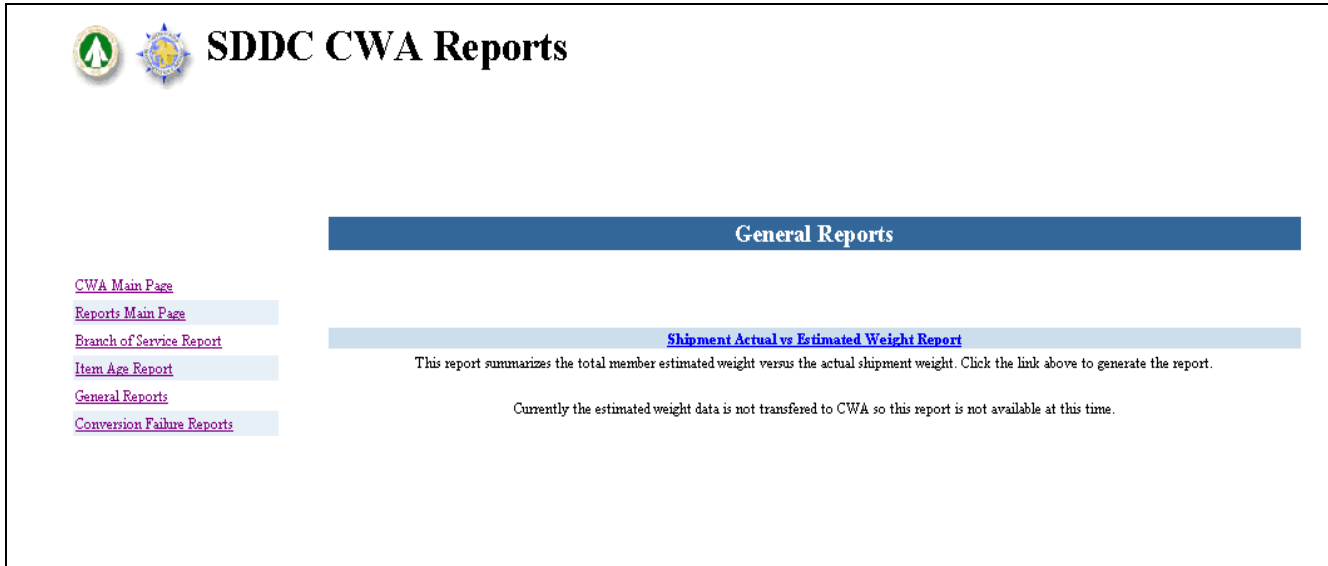 SDDC CWA Reports
General Reports
CWA Main Page
Reports Main Page
Branch of Service Report
Item Age Report
General Reports
Conversion Failure Reports
Shipment Actual vs Estimated Weight Report
This report summarizes the total member estimated weight versus the actual shipment weight. Click the link above to generate the report.
Currently the estimated weight data is not transfered to CWA so this report is not available at this time.